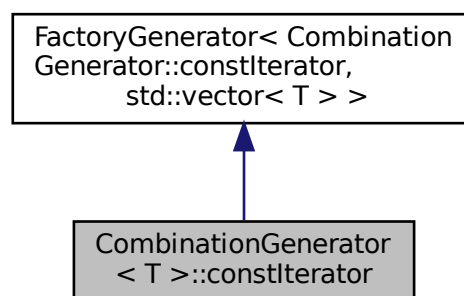 FactoryGenerator< Combination
Generator::constIterator,
std::vector< T > >
CombinationGenerator
< T >::constIterator